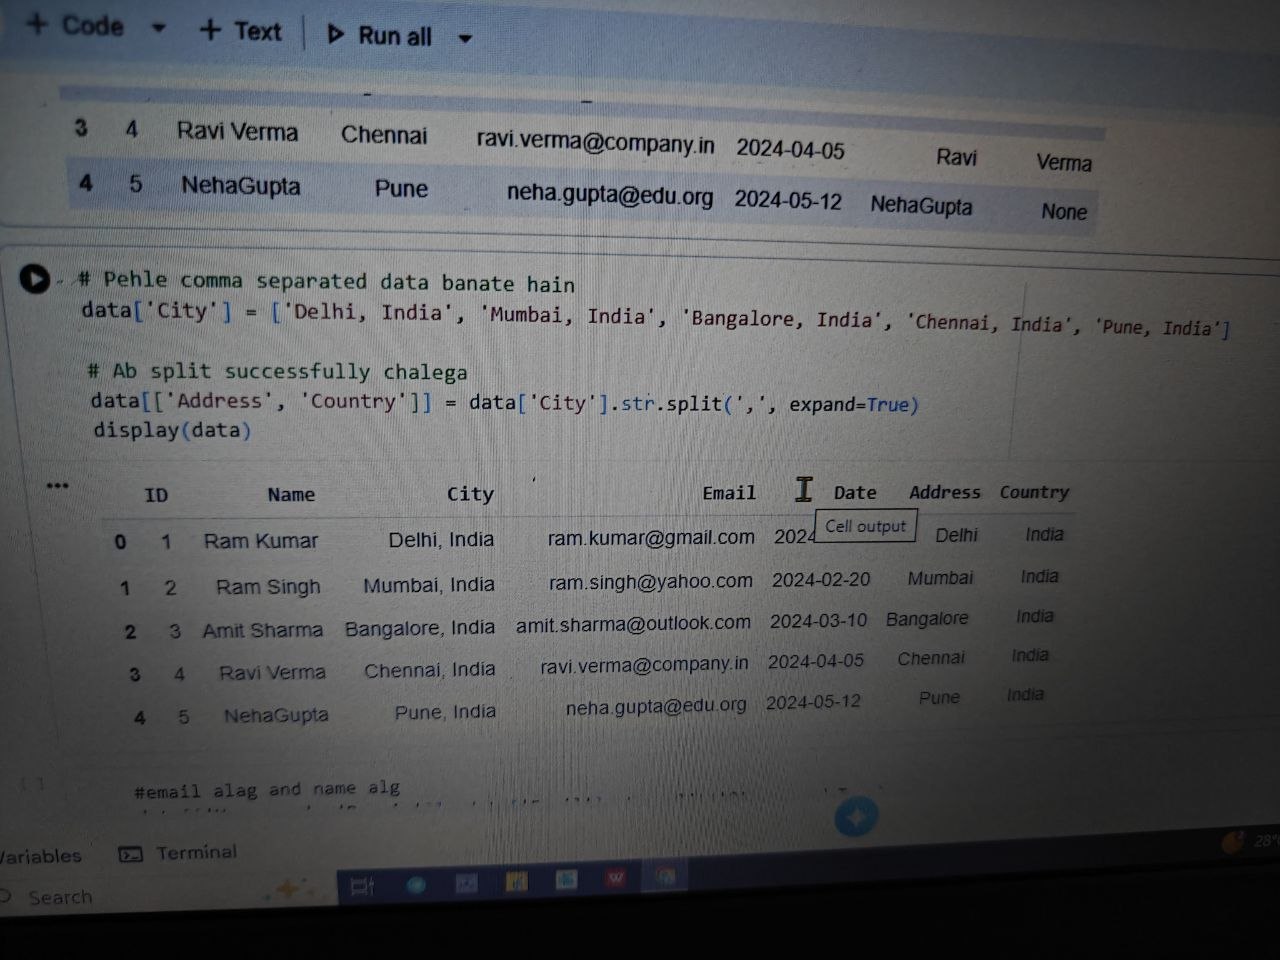 + Code + Text Run all
3 4 Ravi Verma Chennai ravi.verma@company.in 2024-04-05 Ravi Verma
4 5 NehaGupta Pune neha.gupta@edu.org 2024-05-12 NehaGupta None
# Pehle comma separated data banate hain
data['City'] = ['Delhi, India', 'Mumbai, India', 'Bangalore, India', 'Chennai, India', 'Pune, India']
# Ab split successfully chalega
data[['Address', 'Country']] = data['City'].str.split(',', expand=True)
display(data)
ID Name City Email Date Address Country
0 1 Ram Kumar Delhi, India ram.kumar@gmail.com 2024 Delhi India
Cell output
1 2 Ram Singh Mumbai, India ram.singh@yahoo.com 2024-02-20 Mumbai India
2 3 Amit Sharma Bangalore, India amit.sharma@outlook.com 2024-03-10 Bangalore India
3 4 Ravi Verma Chennai, India ravi.verma@company.in 2024-04-05 Chennai India
4 5 NehaGupta Pune, India neha.gupta@edu.org 2024-05-12 Pune India
[ ] #email alag and name alg
Variables Terminal
Search 28°